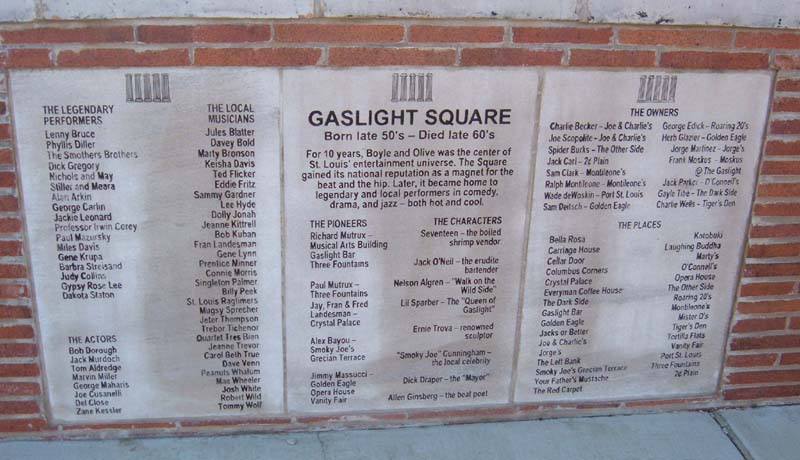 THE LEGENDARY
PERFORMERS
Lenny Bruce
Phyllis Diller
The Smothers Brothers
Dick Gregory
Nichols and May
Stiller and Meara
Alan Arkin
George Carlin
Jackie Leonard
Professor Irwin Corey
Paul Mazursky
Miles Davis
Gene Krupa
Barbra Streisand
Judy Collins
Gypsy Rose Lee
Dakota Staton
THE ACTORS
Bob Dorough
Jack Murdoch
Tom Aldredge
Marvin Miller
George Maharis
Joe Cusanelli
Del Close
Zane Kessler
THE LOCAL
MUSICIANS
Jules Blatter
Davey Bold
Marty Bronson
Keisha Davis
Ted Flicker
Eddie Fritz
Sammy Gardner
Lee Hyde
Dolly Jonah
Jeanne Kittrell
Bob Kuban
Fran Landesman
Gene Lynn
Prentice Minner
Connie Morris
Singleton Palmer
Billy Peek
St. Louis Ragtimers
Mugsy Sprecher
Jeter Thompson
Trebor Tichenor
Quartet Tres Bien
Jeanne Trevor
Carol Beth True
Dave Venn
Peanuts Whalum
Mae Wheeler
Josh White
Robert Wild
Tommy Wolf
GASLIGHT SQUARE
Born late 50's – Died late 60's
For 10 years, Boyle and Olive was the center of
St. Louis' entertainment universe. The Square
gained its national reputation as a magnet for the
beat and the hip. Later, it became home to
legendary and local performers in comedy,
drama, and jazz – both hot and cool.
THE PIONEERS
Richard Mutrux –
Musical Arts Building
Gaslight Bar
Three Fountains
Paul Mutrux –
Three Fountains
Jay, Fran & Fred
Landesman –
Crystal Palace
Alex Bayou –
Smoky Joe's
Grecian Terrace
Jimmy Massucci –
Golden Eagle
Opera House
Vanity Fair
THE CHARACTERS
Seventeen – the boiled
shrimp vendor
Jack O'Neil – the erudite
bartender
Nelson Algren – "Walk on the
Wild Side"
Lil Sparber – The "Queen of
Gaslight"
Ernie Trova – renowned
sculptor
"Smoky Joe" Cunningham –
the local celebrity
Dick Draper – the "Mayor"
Allen Ginsberg – the beat poet
THE OWNERS
Charlie Becker – Joe & Charlie's
Joe Scopolite – Joe & Charlie's
Spider Burks – The Other Side
Jack Carl – 2¢ Plain
Sam Clark – Montileone's
Ralph Montileone – Montileone's
Wade deWoskin – Port St. Louis
Sam Deitsch – Golden Eagle
George Edick – Roaring 20's
Herb Glazier – Golden Eagle
Jorge Martinez – Jorge's
Frank Moskus – Moskus
@ The Gaslight
Jack Parker – O'Connell's
Gayle Tibe – The Dark Side
Charlie Wells – Tiger's Den
THE PLACES
Bella Rosa
Carriage House
Cellar Door
Columbus Corners
Crystal Palace
Everyman Coffee House
The Dark Side
Gaslight Bar
Golden Eagle
Jacks or Better
Joe & Charlie's
Jorge's
The Left Bank
Smoky Joe's Grecian Terrace
Your Father's Mustache
The Red Carpet
Kotobuki
Laughing Buddha
Marty's
O'Connell's
Opera House
The Other Side
Roaring 20's
Montileone's
Mister D's
Tiger's Den
Tortilla Flats
Vanity Fair
Port St. Louis
Three Fountains
2¢ Plain